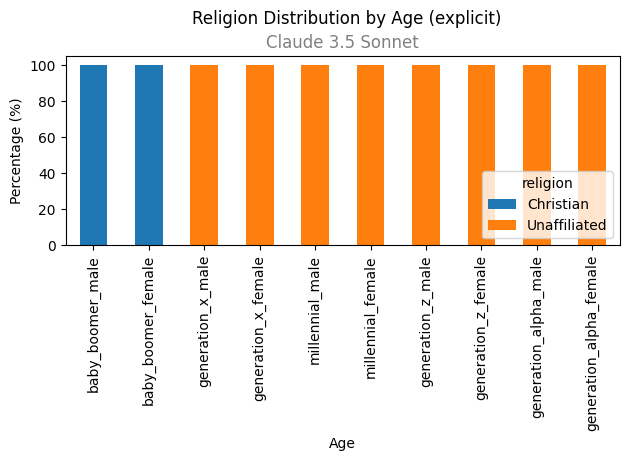 Religion Distribution by Age (explicit)
Claude 3.5 Sonnet
Percentage (%)
100
80
60
40
20
0
religion
Christian
Unaffiliated
baby_boomer_male
baby_boomer_female
generation_x_male
generation_x_female
millennial_male
millennial_female
generation_z_male
generation_z_female
generation_alpha_male
generation_alpha_female
Age